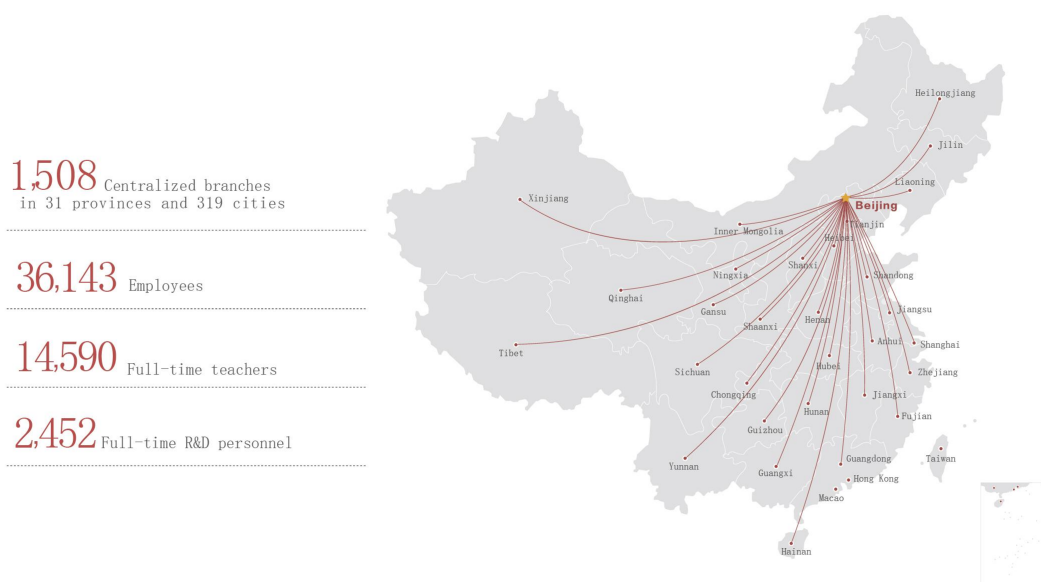 1,508 Centralized branches
in 31 provinces and 319 cities
36,143 Employees
14,590 Full-time teachers
2,452 Full-time R&D personnel
Heilongjiang
Jilin
Liaoning
Xinjiang
Beijing
Tianjin
Inner Mongolia
Heibei
Shanxi
Ningxia
Shandong
Qinghai
Gansu
Jiangsu
Henan
Shaanxi
Anhui
Shanghai
Tibet
Hubei
Sichuan
Zhejiang
Chongqing
Jiangxi
Hunan
Fujian
Guizhou
Guangdong
Taiwan
Yunnan
Guangxi
Hong Kong
Macao
Hainan